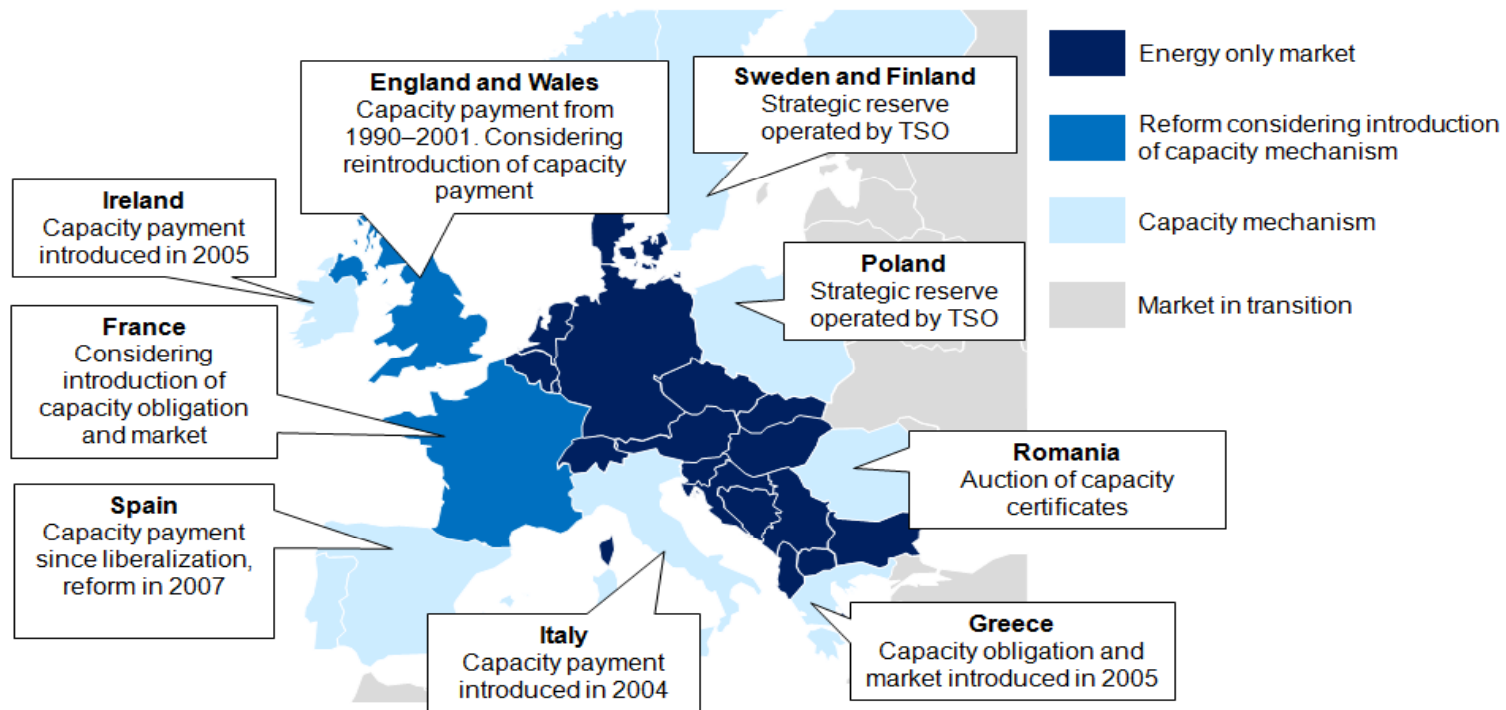 England and Wales
Capacity payment from
1990–2001. Considering
reintroduction of capacity
payment
Sweden and Finland
Strategic reserve
operated by TSO
Ireland
Capacity payment
introduced in 2005
Poland
Strategic reserve
operated by TSO
France
Considering
introduction of
capacity obligation
and market
Romania
Auction of capacity
certificates
Spain
Capacity payment
since liberalization,
reform in 2007
Italy
Capacity payment
introduced in 2004
Greece
Capacity obligation and
market introduced in 2005
Energy only market
Reform considering introduction
of capacity mechanism
Capacity mechanism
Market in transition